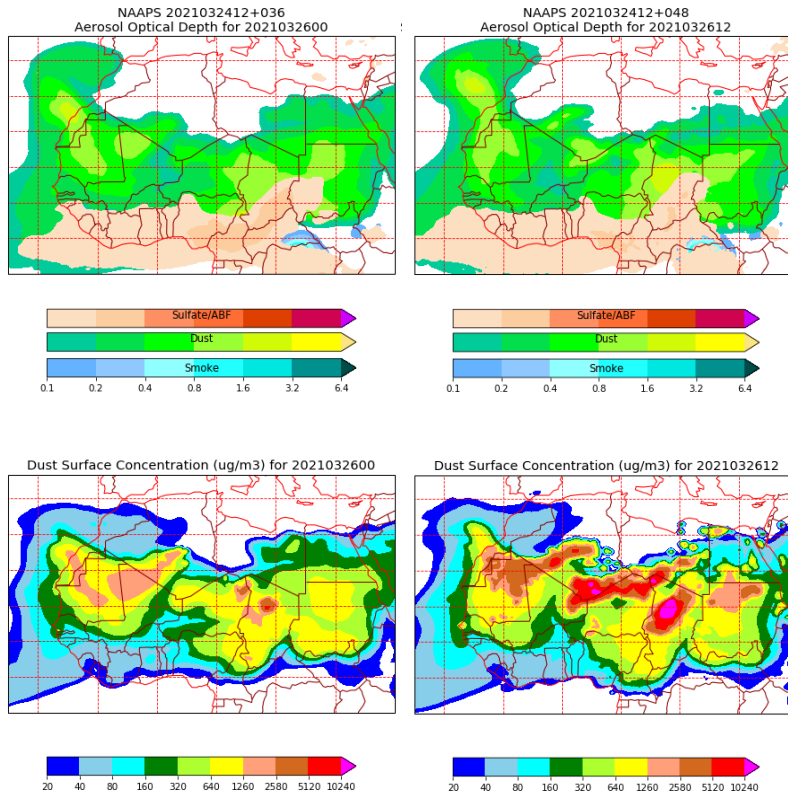 NAAPS 2021032412+036
Aerosol Optical Depth for 2021032600
NAAPS 2021032412+048
Aerosol Optical Depth for 2021032612
Sulfate/ABF
Dust
Smoke
0.1 0.2 0.4 0.8 1.6 3.2 6.4
Sulfate/ABF
Dust
Smoke
0.1 0.2 0.4 0.8 1.6 3.2 6.4
Dust Surface Concentration (ug/m3) for 2021032600
Dust Surface Concentration (ug/m3) for 2021032612
20 40 80 160 320 640 1260 2580 5120 10240
20 40 80 160 320 640 1260 2580 5120 10240